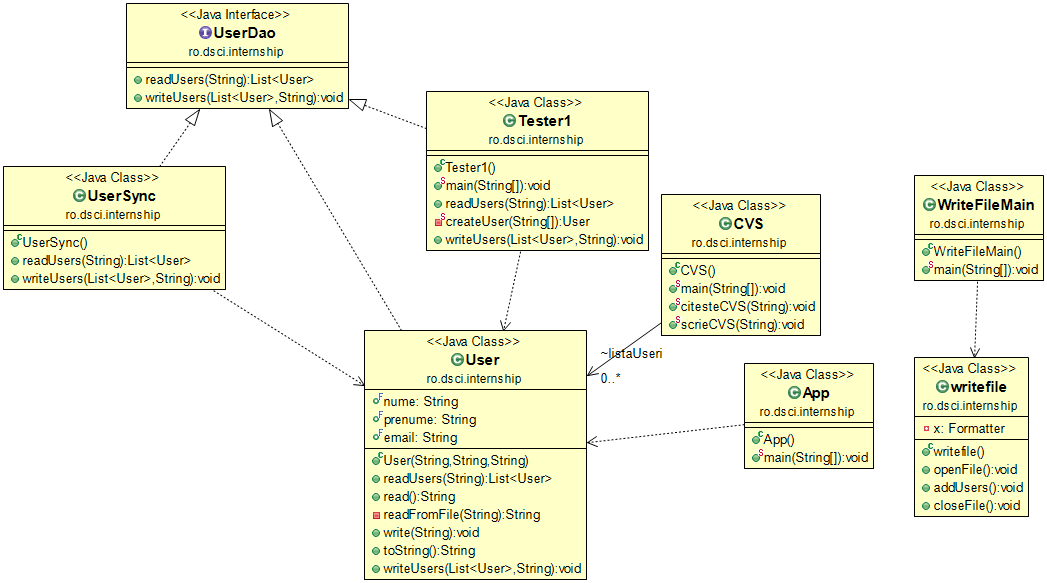 <<Java Interface>>
UserDao
ro.dsci.internship
readUsers(String):List<User>
writeUsers(List<User>,String):void
<<Java Class>>
Tester1
ro.dsci.internship
Tester1()
main(String[]):void
readUsers(String):List<User>
createUser(String[]):User
writeUsers(List<User>,String):void
<<Java Class>>
UserSync
ro.dsci.internship
UserSync()
readUsers(String):List<User>
writeUsers(List<User>,String):void
<<Java Class>>
CVS
ro.dsci.internship
CVS()
main(String[]):void
citesteCVS(String):void
scrieCVS(String):void
<<Java Class>>
WriteFileMain
ro.dsci.internship
WriteFileMain()
main(String[]):void
~listaUseri
0..*
<<Java Class>>
User
ro.dsci.internship
nume: String
prenume: String
email: String
User(String,String,String)
readUsers(String):List<User>
read():String
readFromFile(String):String
write(String):void
toString():String
writeUsers(List<User>,String):void
<<Java Class>>
App
ro.dsci.internship
App()
main(String[]):void
<<Java Class>>
writefile
ro.dsci.internship
x: Formatter
writefile()
openFile():void
addUsers():void
closeFile():void